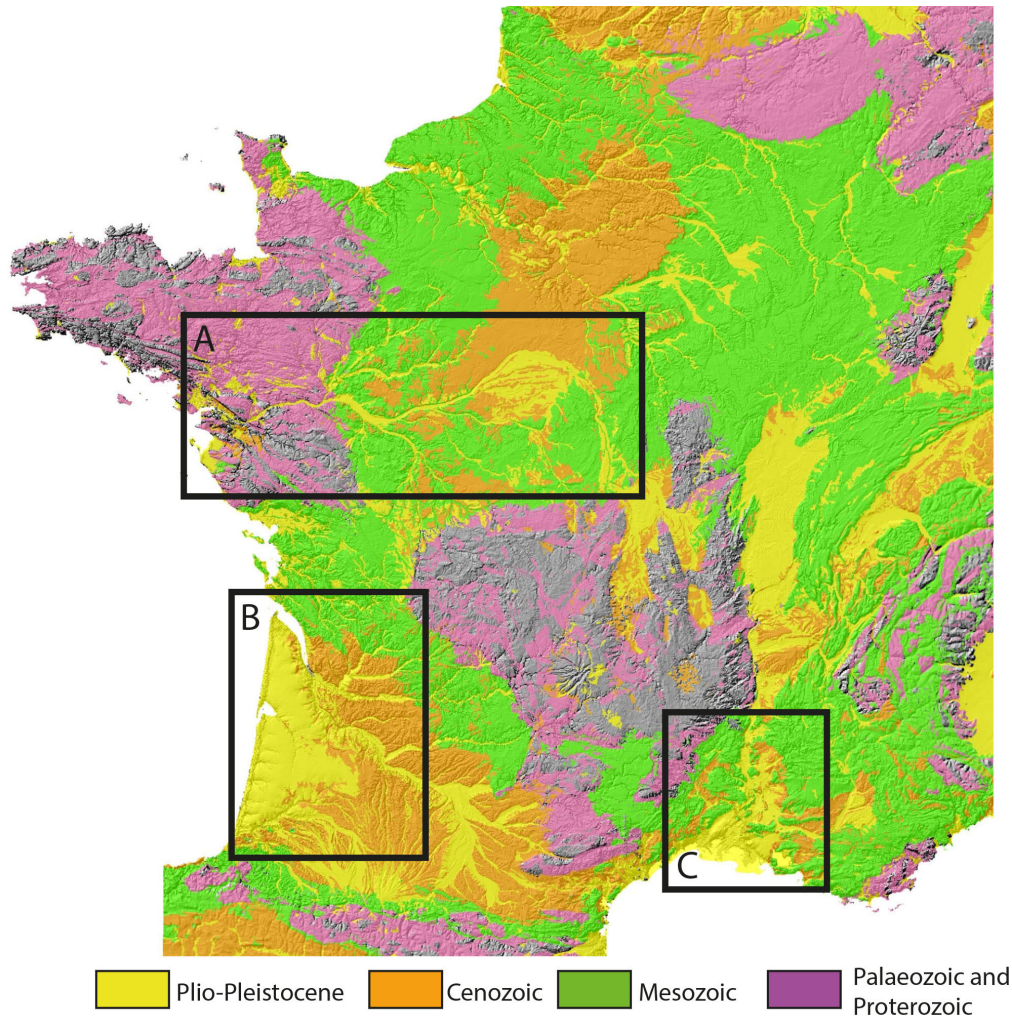 A
B
C
Plio-Pleistocene
Cenozoic
Mesozoic
Palaeozoic and
Proterozoic